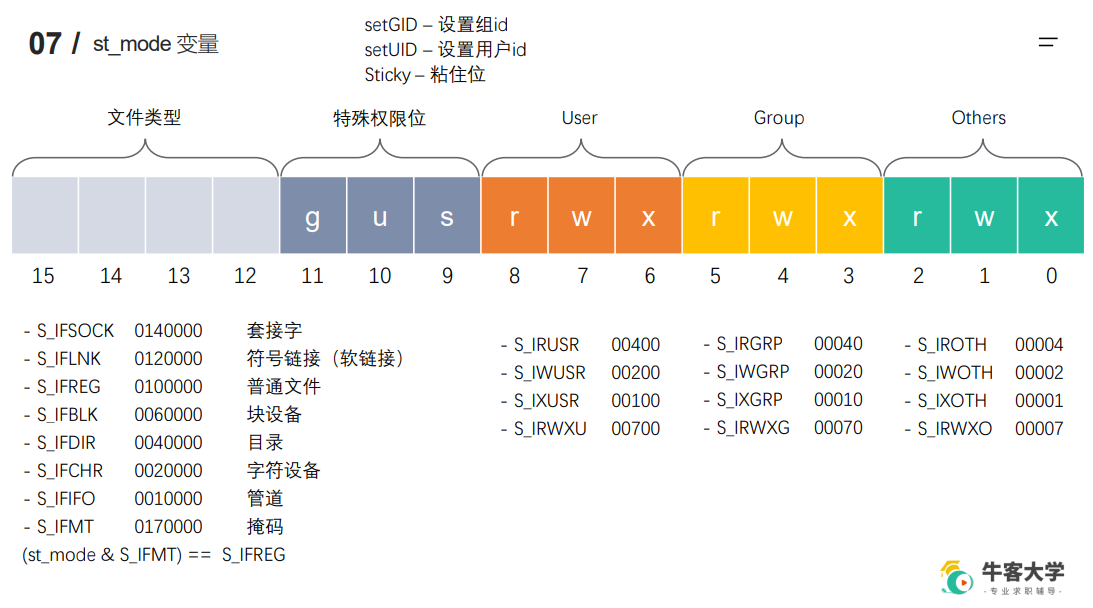 07 / st_mode 变量
setGID – 设置组id
setUID – 设置用户id
Sticky – 粘住位
文件类型 特殊权限位 User Group Others
g u s r w x r w x r w x
15 14 13 12 11 10 9 8 7 6 5 4 3 2 1 0
- S_IFSOCK 0140000 套接字
- S_IFLNK 0120000 符号链接（软链接）
- S_IFREG 0100000 普通文件
- S_IFBLK 0060000 块设备
- S_IFDIR 0040000 目录
- S_IFCHR 0020000 字符设备
- S_IFIFO 0010000 管道
- S_IFMT 0170000 掩码
(st_mode & S_IFMT) == S_IFREG
- S_IRUSR 00400
- S_IWUSR 00200
- S_IXUSR 00100
- S_IRWXU 00700
- S_IRGRP 00040
- S_IWGRP 00020
- S_IXGRP 00010
- S_IRWXG 00070
- S_IROTH 00004
- S_IWOTH 00002
- S_IXOTH 00001
- S_IRWXO 00007
牛客大学
- 专业求职辅导 -